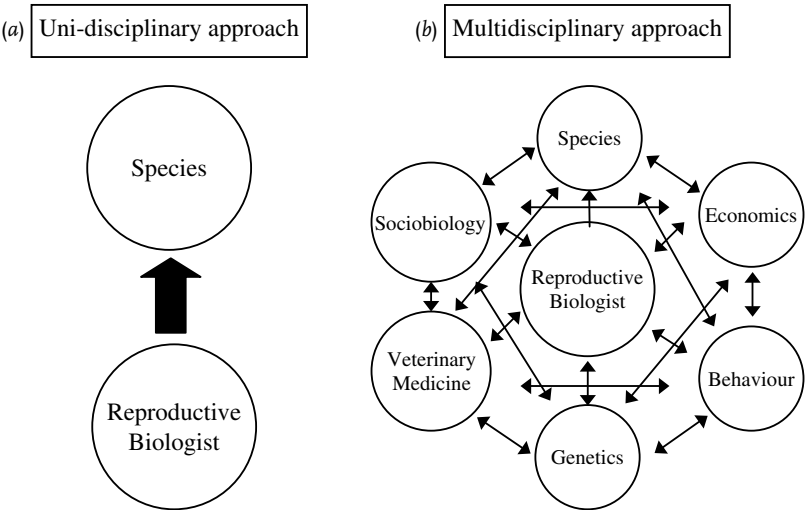 (a) Uni-disciplinary approach
Species
Reproductive
Biologist
(b) Multidisciplinary approach
Species
Sociobiology
Economics
Reproductive
Biologist
Veterinary
Medicine
Behaviour
Genetics